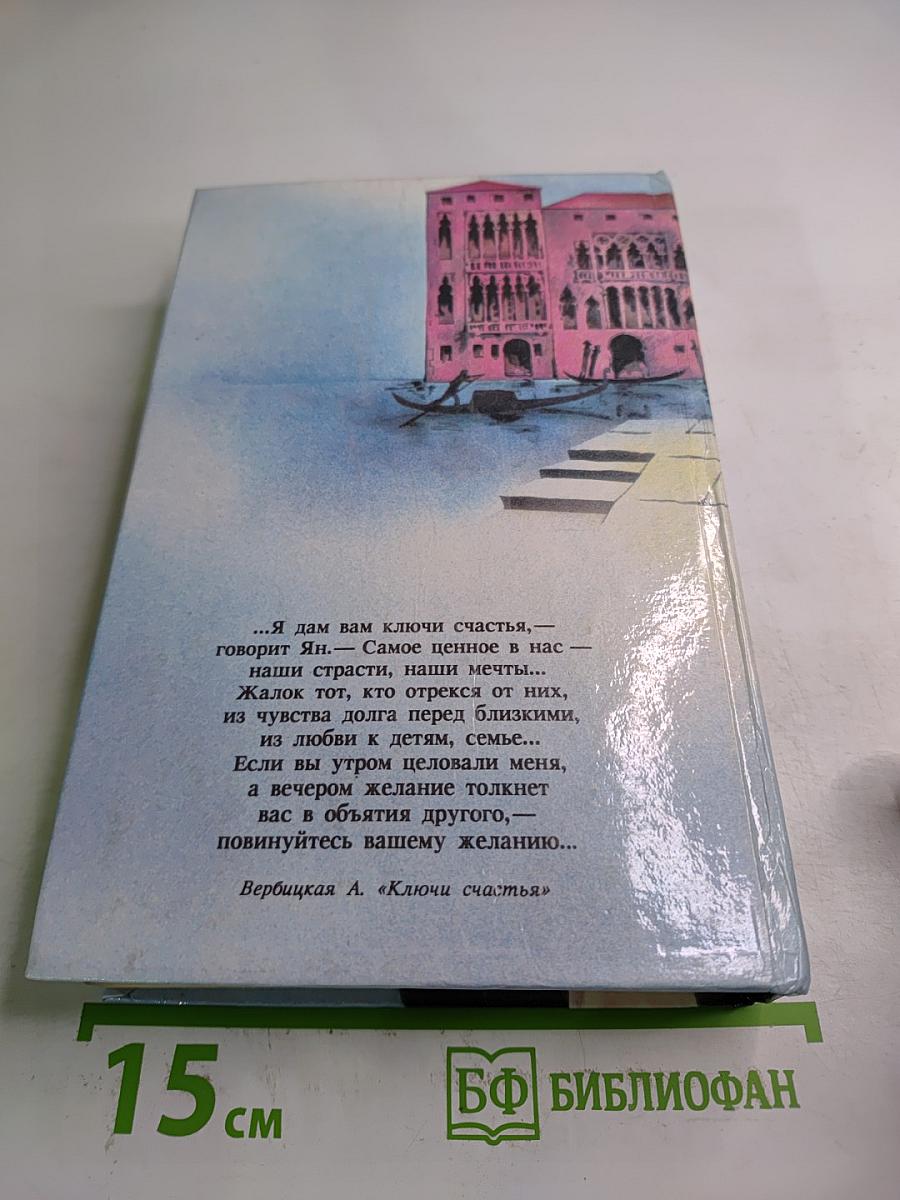 ...Я дам вам ключи счастья,—
говорит Ян.— Самое ценное в нас —
наши страсти, наши мечты...
Жалок тот, кто отрекся от них,
из чувства долга перед близкими,
из любви к детям, семье...
Если вы утром целовали меня,
а вечером желание толкнет
вас в объятия другого,—
повинуйтесь вашему желанию...
Вербицкая А. «Ключи счастья»
15 см
БФ БИБЛИОФАН